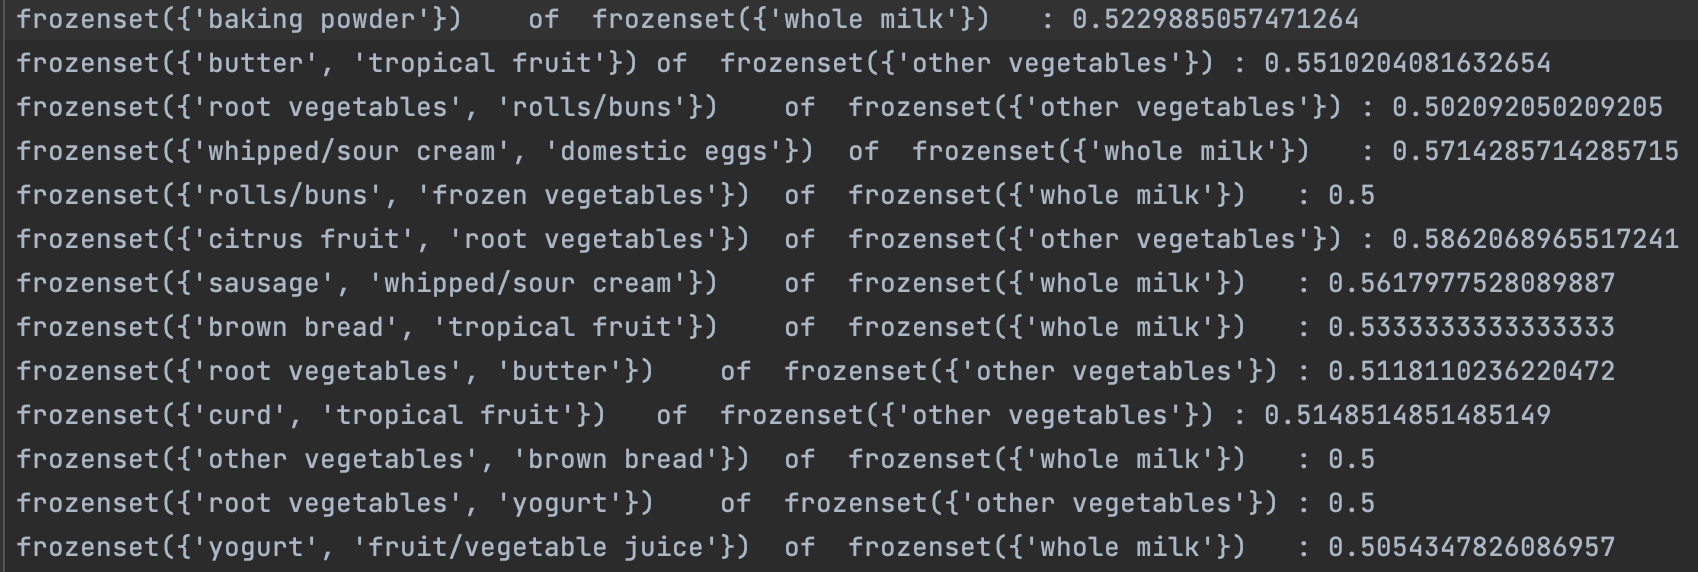 frozenset({'baking powder'})    of  frozenset({'whole milk'})   : 0.5229885057471264
frozenset({'butter', 'tropical fruit'}) of  frozenset({'other vegetables'}) : 0.5510204081632654
frozenset({'root vegetables', 'rolls/buns'})    of  frozenset({'other vegetables'}) : 0.502092050209205
frozenset({'whipped/sour cream', 'domestic eggs'})  of  frozenset({'whole milk'})   : 0.5714285714285715
frozenset({'rolls/buns', 'frozen vegetables'})  of  frozenset({'whole milk'})   : 0.5
frozenset({'citrus fruit', 'root vegetables'})  of  frozenset({'other vegetables'}) : 0.5862068965517241
frozenset({'sausage', 'whipped/sour cream'})    of  frozenset({'whole milk'})   : 0.5617977528089887
frozenset({'brown bread', 'tropical fruit'})    of  frozenset({'whole milk'})   : 0.5333333333333333
frozenset({'root vegetables', 'butter'})    of  frozenset({'other vegetables'}) : 0.5118110236220472
frozenset({'curd', 'tropical fruit'})   of  frozenset({'other vegetables'}) : 0.5148514851485149
frozenset({'other vegetables', 'brown bread'})  of  frozenset({'whole milk'})   : 0.5
frozenset({'root vegetables', 'yogurt'})    of  frozenset({'other vegetables'}) : 0.5
frozenset({'yogurt', 'fruit/vegetable juice'})  of  frozenset({'whole milk'})   : 0.5054347826086957